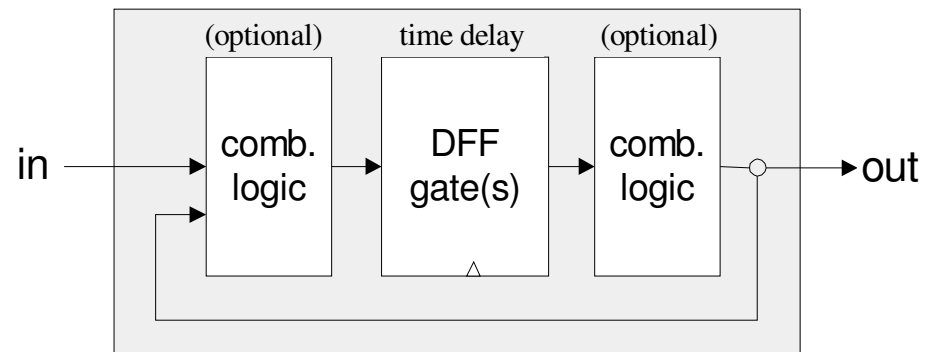 (optional)
time delay
(optional)
in
comb.
logic
DFF
gate(s)
comb.
logic
out